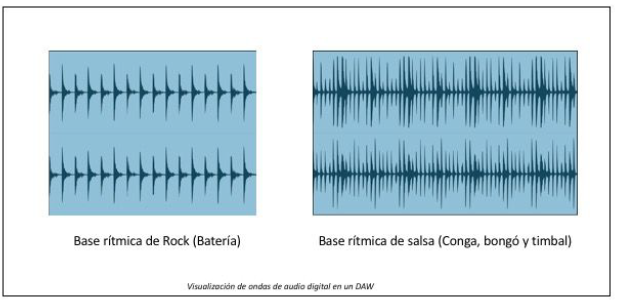 Base rítmica de Rock (Batería)
Base rítmica de salsa (Conga, bongó y timbal)
Visualización de ondas de audio digital en un DAW